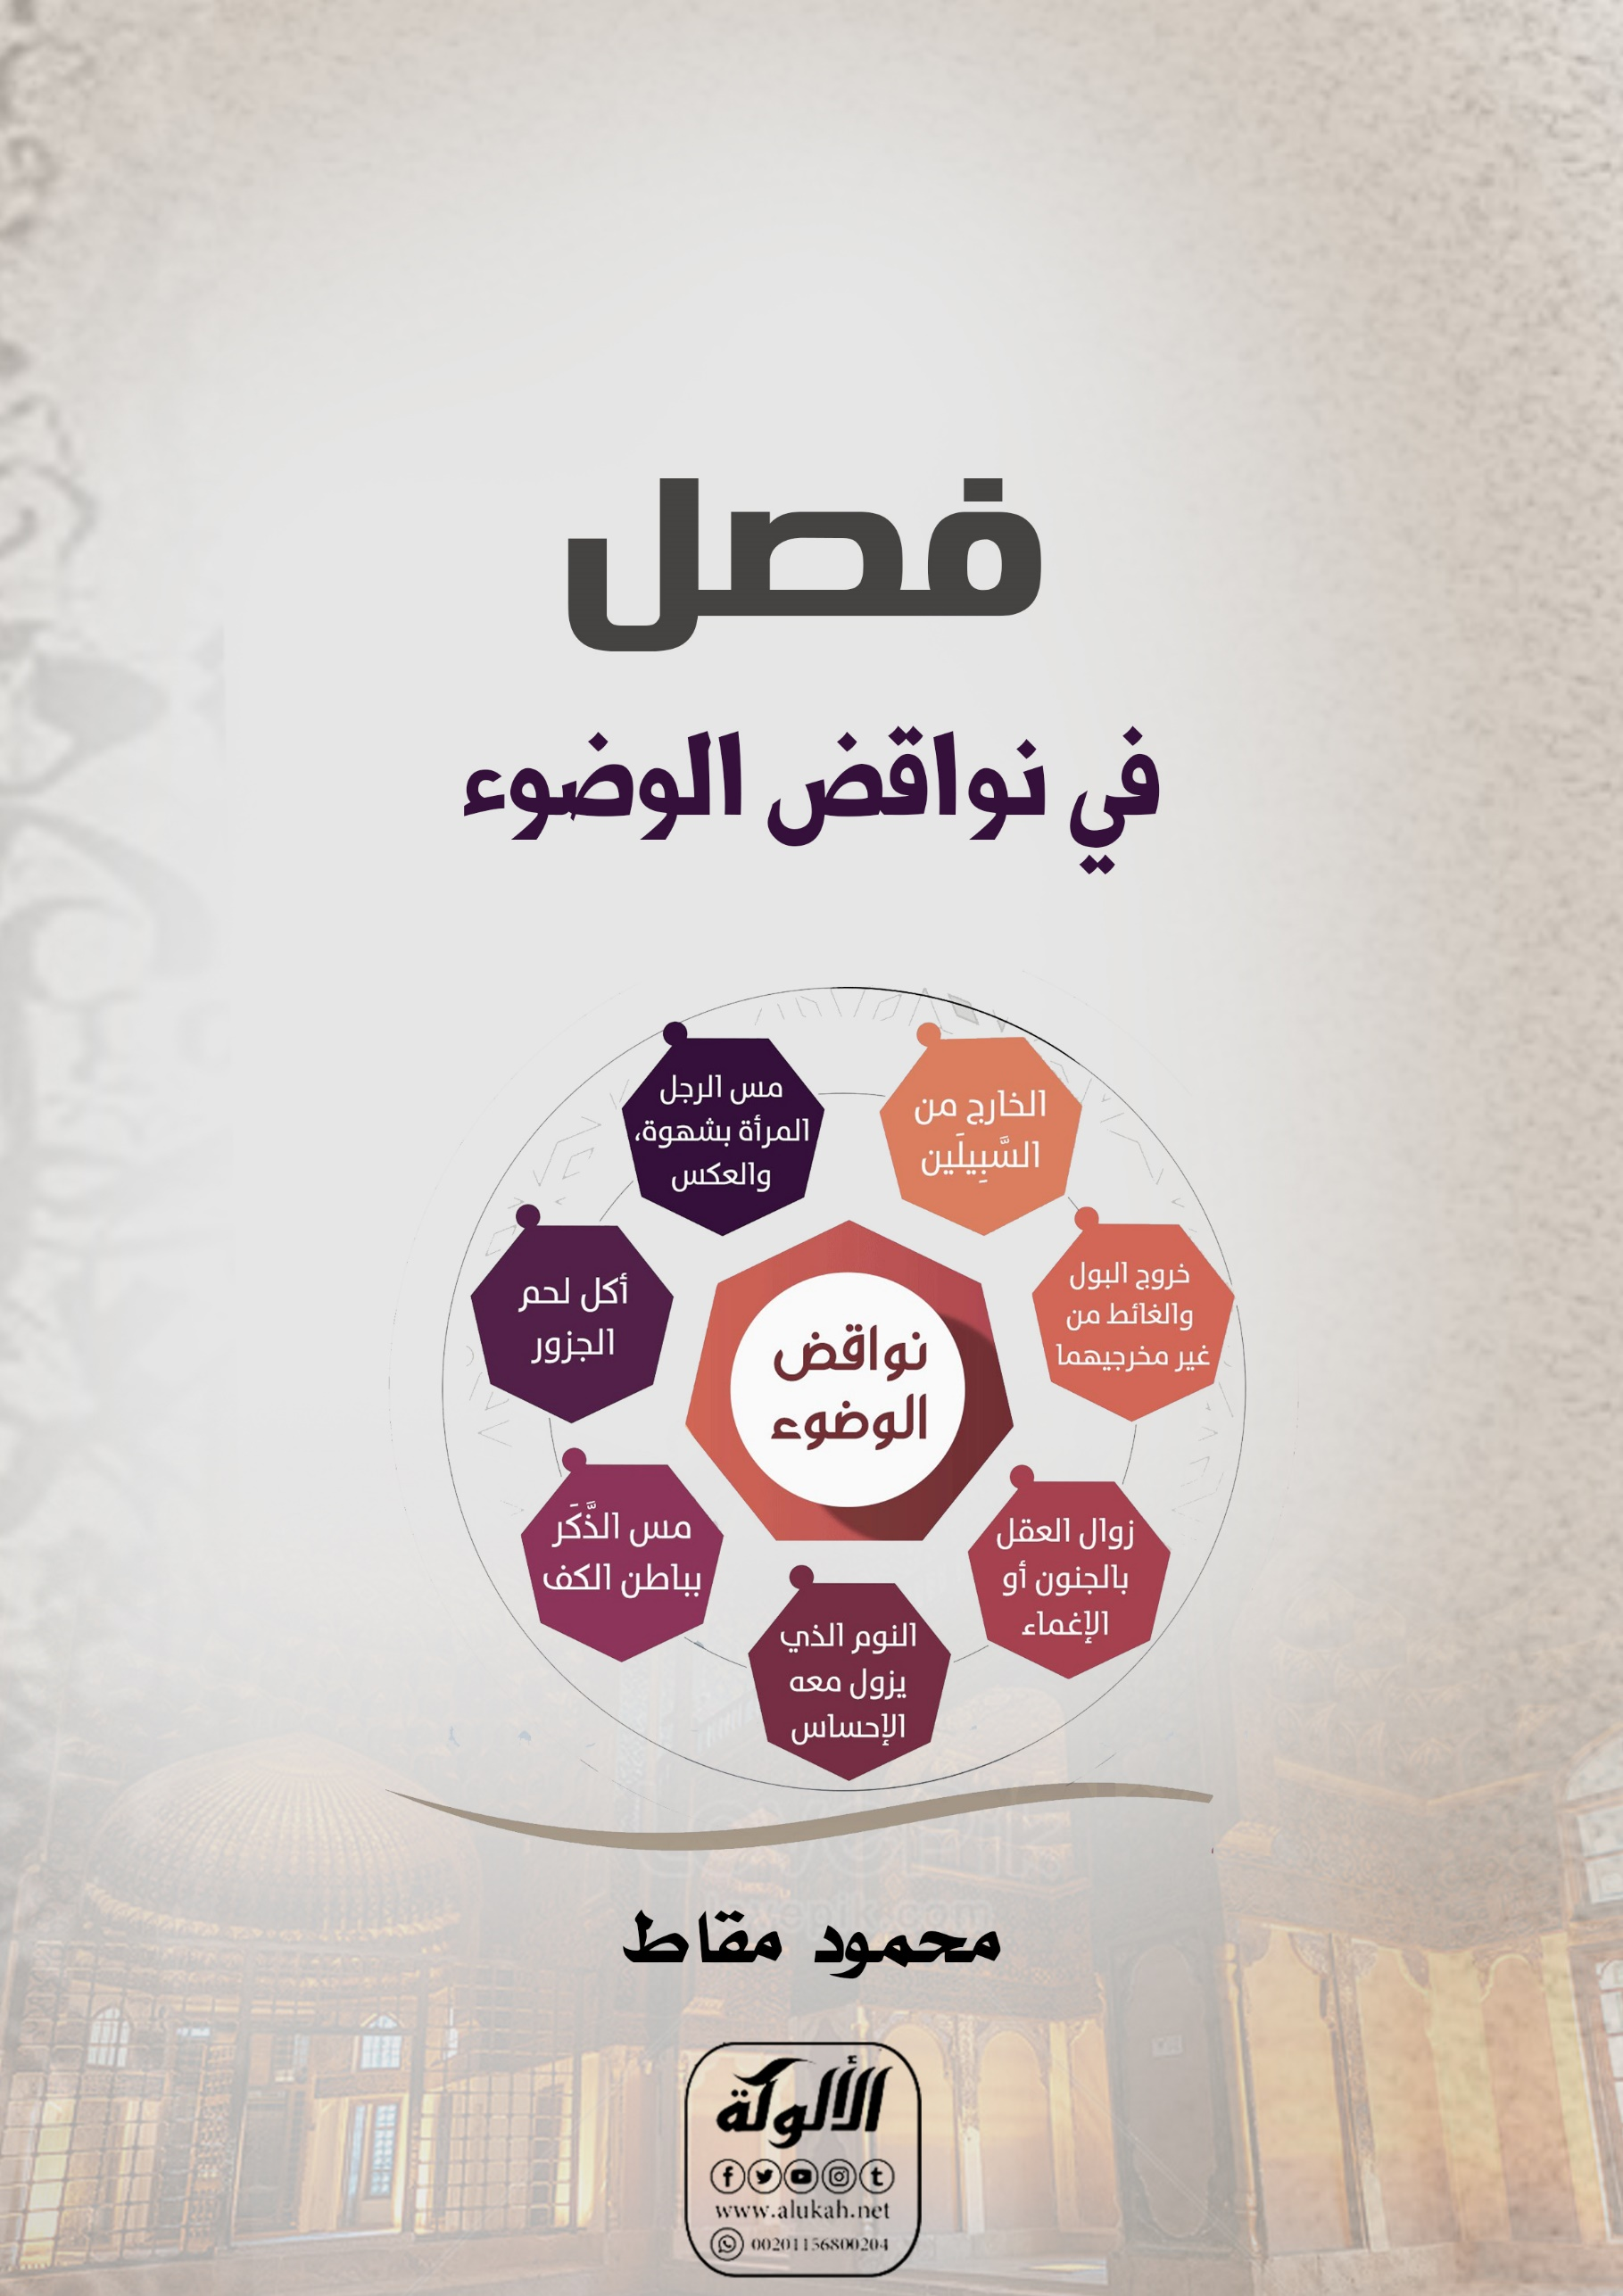 فصل
في نواقض الوضوء
الخارج من
السَّبِيلَين
خروج البول
والغائط من
غير مخرجيهما
زوال العقل
بالجنون أو
الإغماء
النوم الذي
يزول معه
الإحساس
مس الذَّكَر
بباطن الكف
أكل لحم
الجزور
مس الرجل
المرأة بشهوة،
والعكس
نواقض
الوضوء
محمود مقاط
الألوكة
www.alukah.net
00201156800204